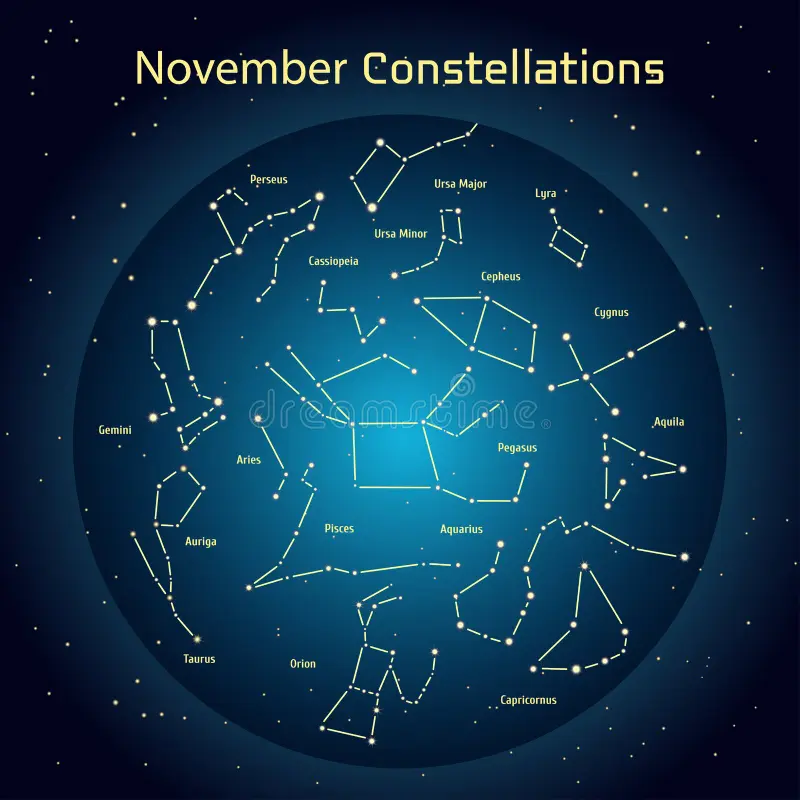 November Constellations
Perseus
Ursa Major
Lyra
Ursa Minor
Cassiopeia
Cepheus
Cygnus
dreamstime®
Gemini
Aquila
Aries
Pegasus
Pisces
Aquarius
Auriga
Taurus
Orion
Capricornus